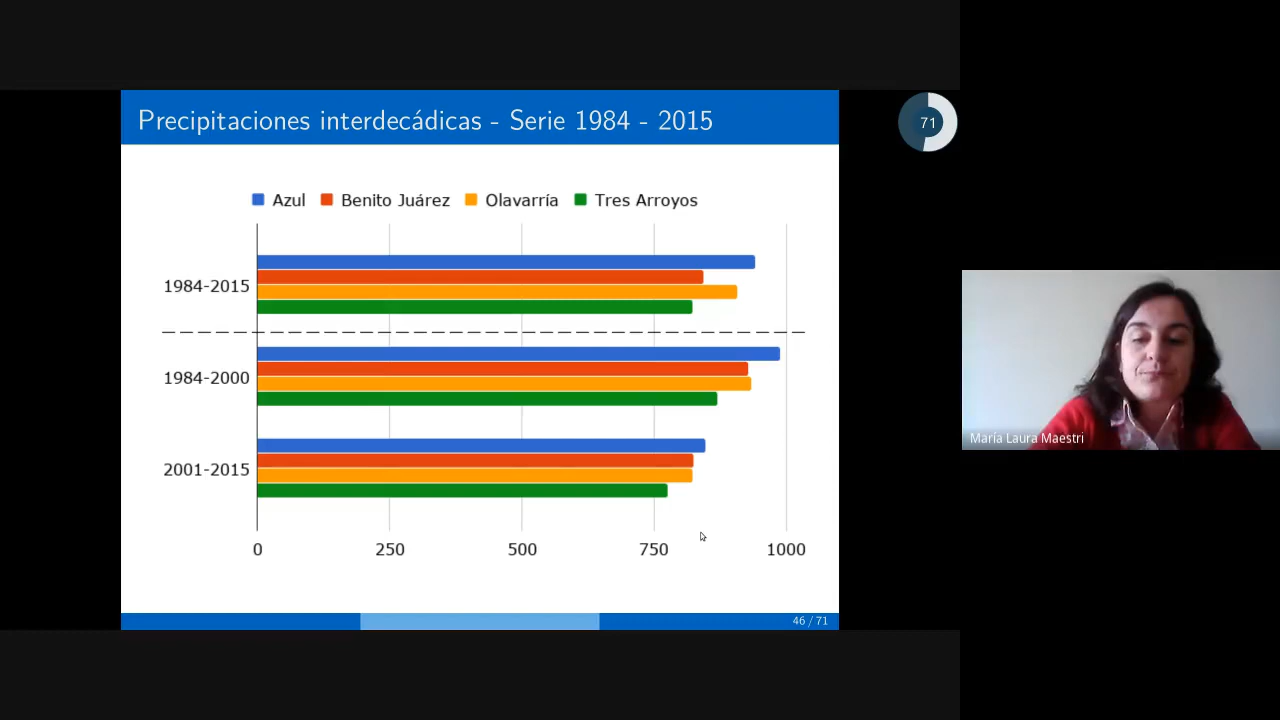 Precipitaciones interdecádicas - Serie 1984 - 2015
71
Azul Benito Juárez Olavarría Tres Arroyos
1984-2015
1984-2000
2001-2015
0 250 500 750 1000
46 / 71
María Laura Maestri